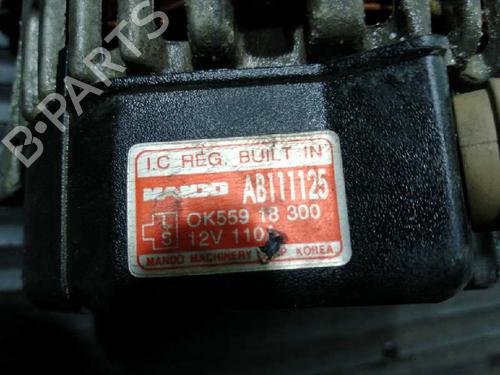 B-PARTS
I.C REG. BUILT IN
MANDO AB111125
OK559 18 300
12V 110
MANDO MACHINERY KOREA